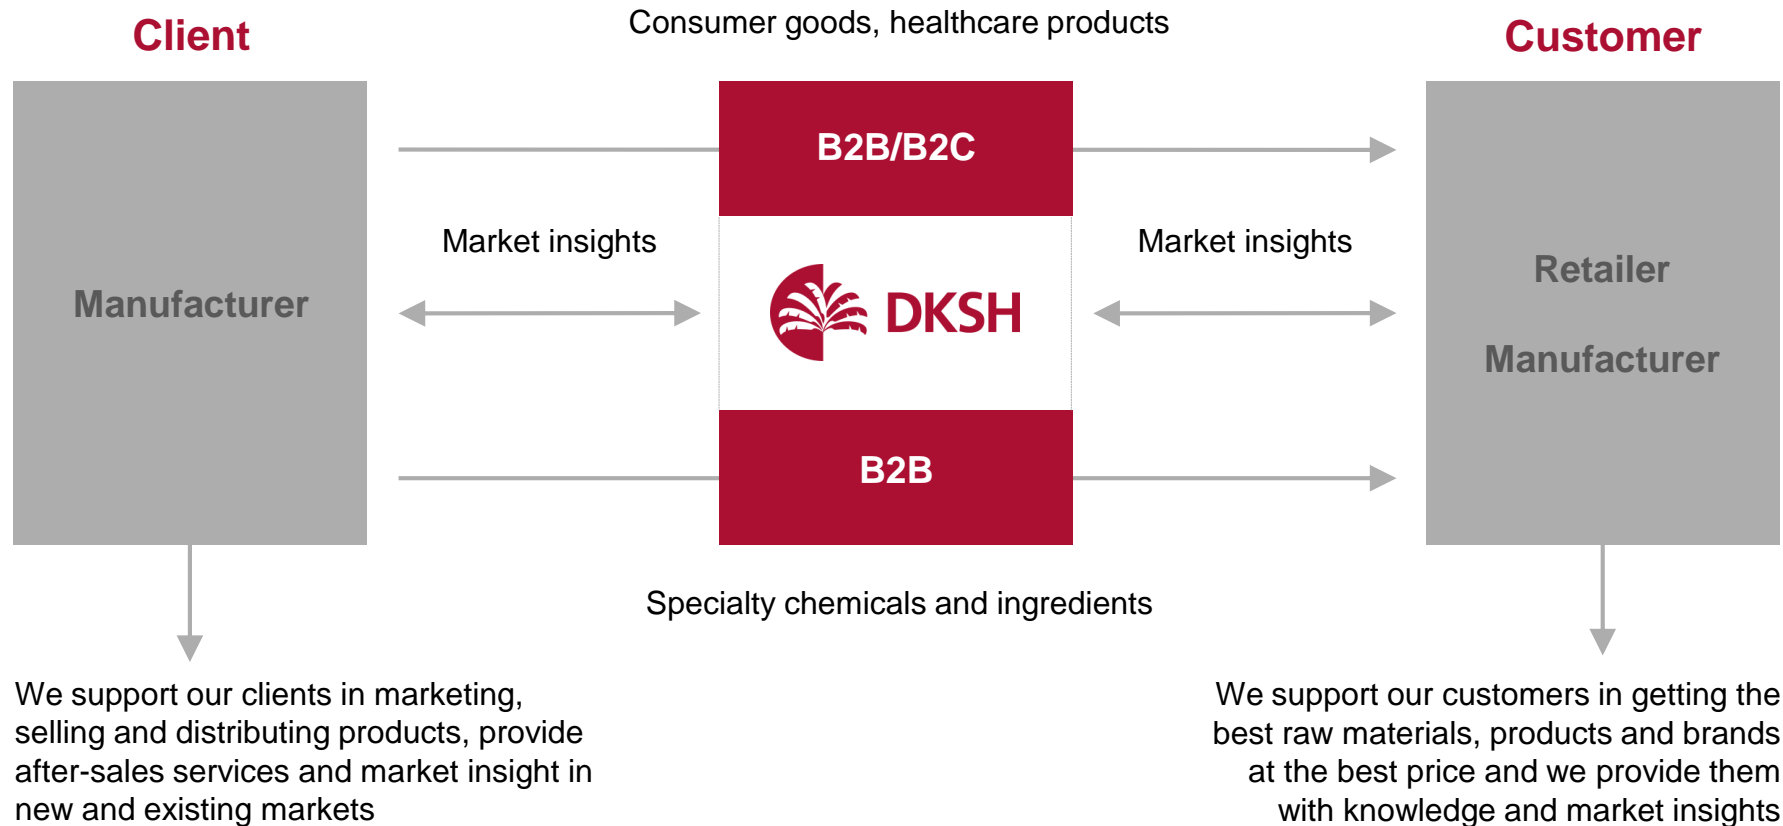 Client
Consumer goods, healthcare products
Customer
B2B/B2C
Market insights
Market insights
Manufacturer
DKSH
Retailer
Manufacturer
B2B
Specialty chemicals and ingredients
We support our clients in marketing,
selling and distributing products, provide
after-sales services and market insight in
new and existing markets
We support our customers in getting the
best raw materials, products and brands
at the best price and we provide them
with knowledge and market insights